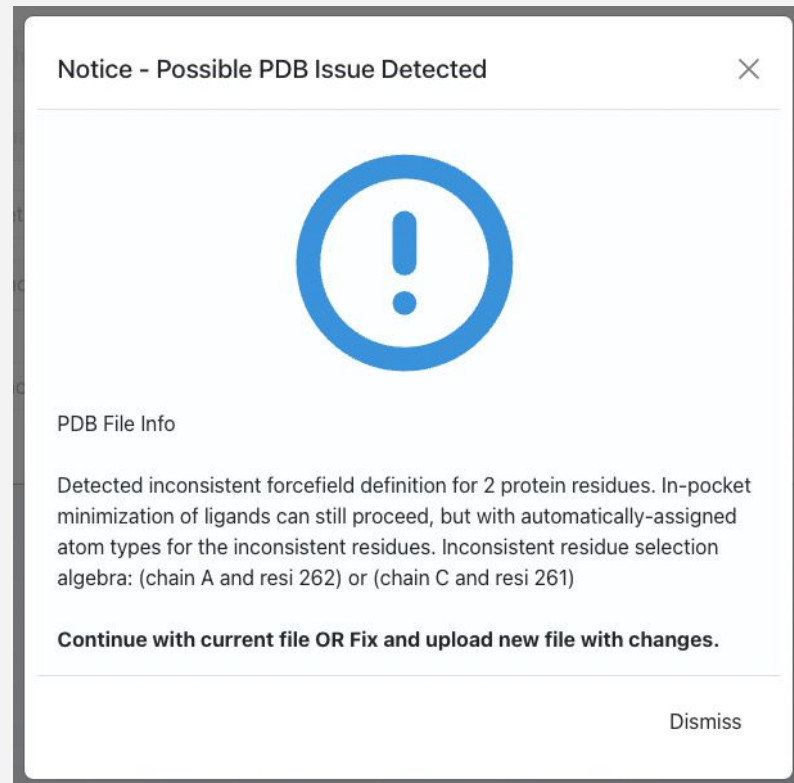 Notice - Possible PDB Issue Detected
PDB File Info
Detected inconsistent forcefield definition for 2 protein residues. In-pocket
minimization of ligands can still proceed, but with automatically-assigned
atom types for the inconsistent residues. Inconsistent residue selection
algebra: (chain A and resi 262) or (chain C and resi 261)
Continue with current file OR Fix and upload new file with changes.
Dismiss